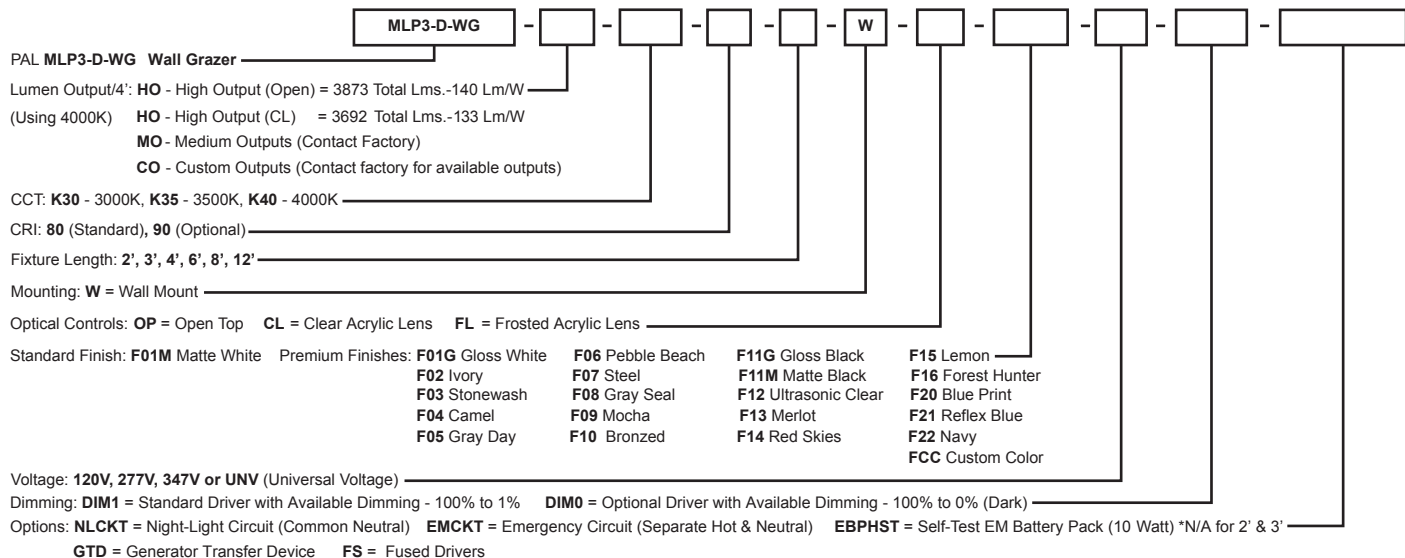 MLP3-D-WG - - - - - W - - - - -
PAL MLP3-D-WG Wall Grazer
Lumen Output/4': HO - High Output (Open) = 3873 Total Lms.-140 Lm/W
(Using 4000K) HO - High Output (CL) = 3692 Total Lms.-133 Lm/W
MO - Medium Outputs (Contact Factory)
CO - Custom Outputs (Contact factory for available outputs)
CCT: K30 - 3000K, K35 - 3500K, K40 - 4000K
CRI: 80 (Standard), 90 (Optional)
Fixture Length: 2', 3', 4', 6', 8', 12'
Mounting: W = Wall Mount
Optical Controls: OP = Open Top CL = Clear Acrylic Lens FL = Frosted Acrylic Lens
Standard Finish: F01M Matte White Premium Finishes: F01G Gloss White F06 Pebble Beach F11G Gloss Black F15 Lemon
F02 Ivory F07 Steel F11M Matte Black F16 Forest Hunter
F03 Stonewash F08 Gray Seal F12 Ultrasonic Clear F20 Blue Print
F04 Camel F09 Mocha F13 Merlot F21 Reflex Blue
F05 Gray Day F10 Bronzed F14 Red Skies F22 Navy
FCC Custom Color
Voltage: 120V, 277V, 347V or UNV (Universal Voltage)
Dimming: DIM1 = Standard Driver with Available Dimming - 100% to 1% DIM0 = Optional Driver with Available Dimming - 100% to 0% (Dark)
Options: NLCKT = Night-Light Circuit (Common Neutral) EMCKT = Emergency Circuit (Separate Hot & Neutral) EBPHST = Self-Test EM Battery Pack (10 Watt) *N/A for 2' & 3'
GTD = Generator Transfer Device FS = Fused Drivers